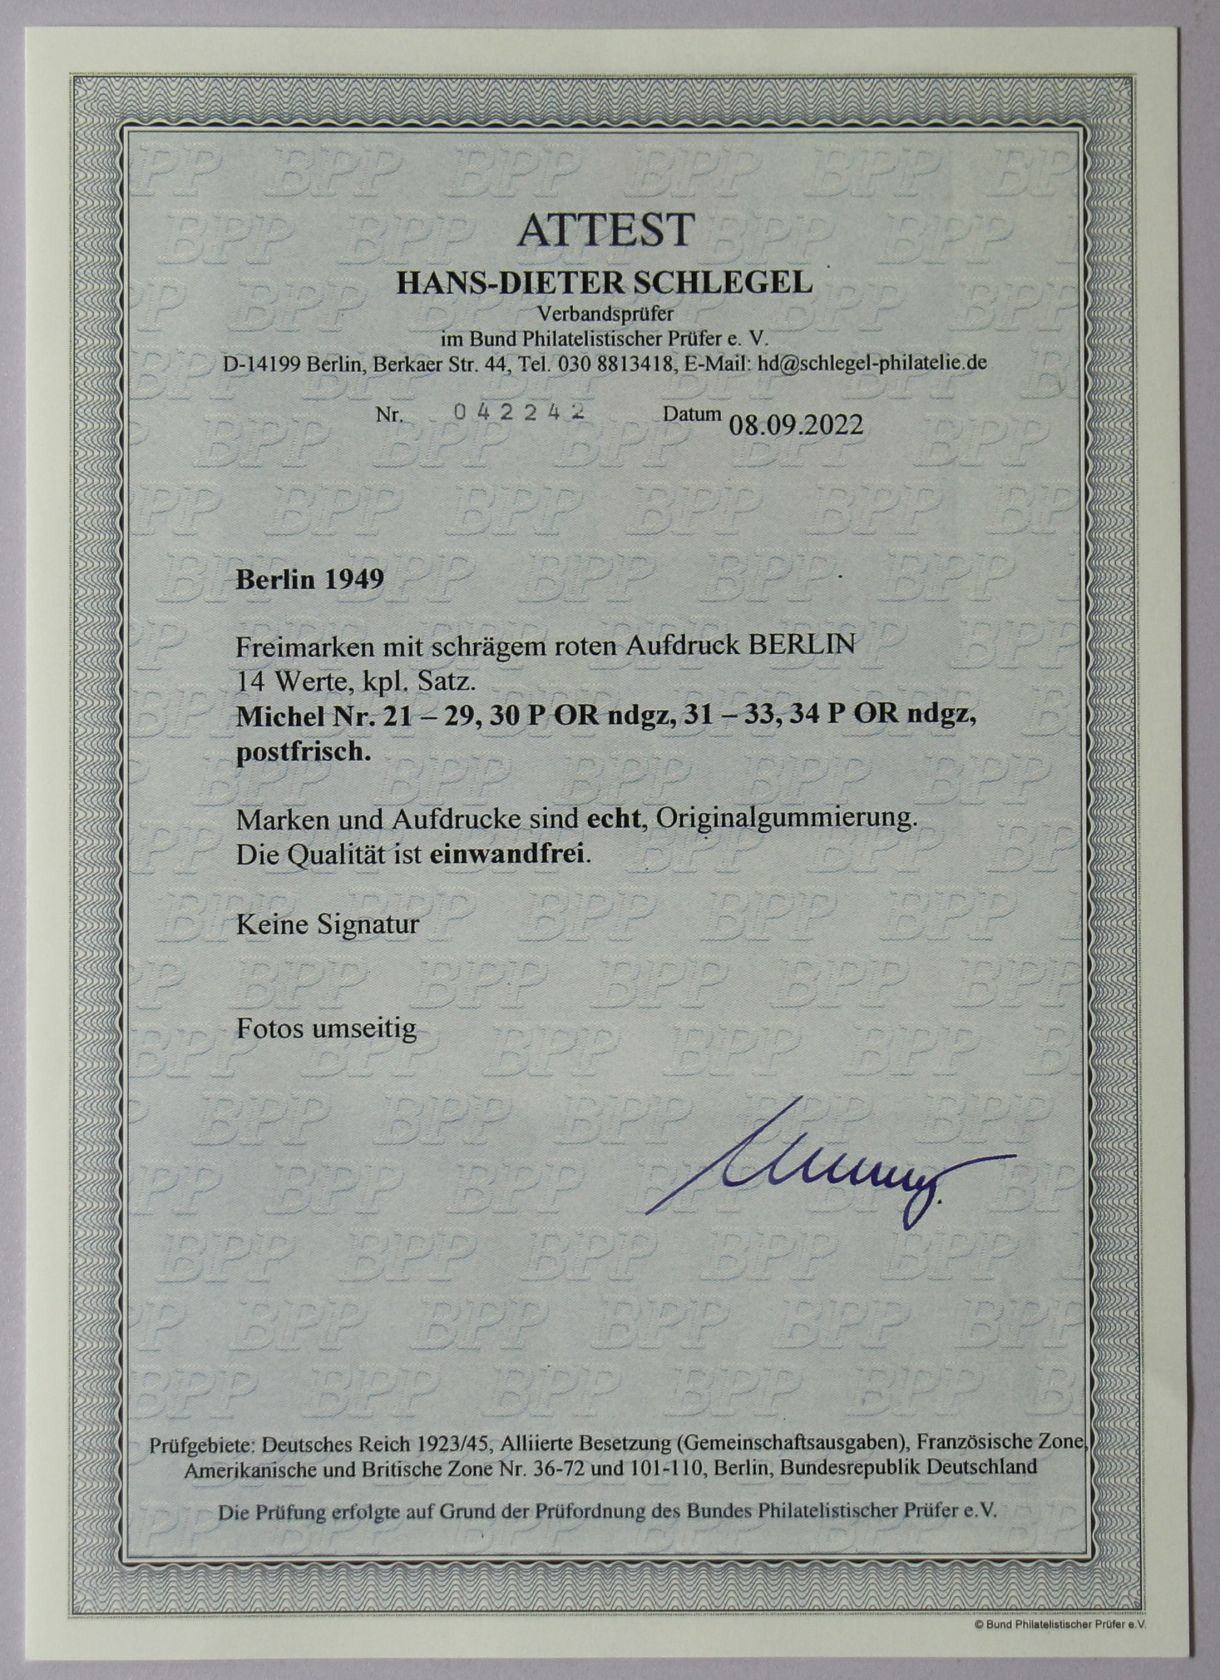 ATTEST
HANS-DIETER SCHLEGEL
Verbandsprüfer
im Bund Philatelistischer Prüfer e. V.
D-14199 Berlin, Berkaer Str. 44, Tel. 030 8813418, E-Mail: hd@schlegel-philatelie.de
Nr. 042242 Datum 08.09.2022
Berlin 1949
Freimarken mit schrägem roten Aufdruck BERLIN
14 Werte, kpl. Satz.
Michel Nr. 21 – 29, 30 P OR ndgz, 31 – 33, 34 P OR ndgz,
postfrisch.
Marken und Aufdrucke sind echt, Originalgummierung.
Die Qualität ist einwandfrei.
Keine Signatur
Fotos umseitig
Prüfgebiete: Deutsches Reich 1923/45, Alliierte Besetzung (Gemeinschaftsausgaben), Französische Zone,
Amerikanische und Britische Zone Nr. 36-72 und 101-110, Berlin, Bundesrepublik Deutschland
Die Prüfung erfolgte auf Grund der Prüfordnung des Bundes Philatelistischer Prüfer e.V.
© Bund Philatelistischer Prüfer e.V.